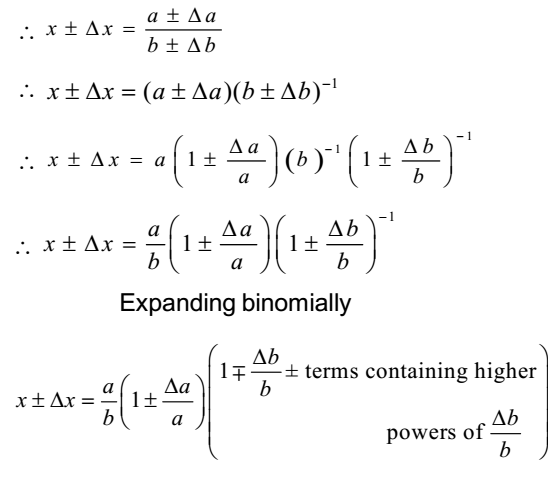 ∴ x ± Δx = (a ± Δa)/(b ± Δb)
∴ x ± Δx = (a ± Δa)(b ± Δb)⁻¹
∴ x ± Δx = a (1 ± Δa/a) (b)⁻¹ (1 ± Δb/b)⁻¹
∴ x ± Δx = a/b (1 ± Δa/a) (1 ± Δb/b)⁻¹
Expanding binomially
x ± Δx = a/b (1 ± Δa/a) (1 ∓ Δb/b ± terms containing higher
powers of Δb/b)